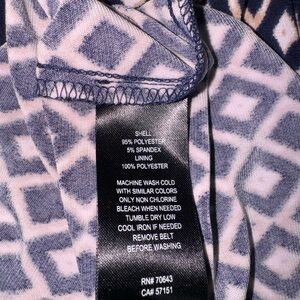 SHELL
95% POLYESTER
5% SPANDEX
LINING
100% POLYESTER
MACHINE WASH COLD
WITH SIMILAR COLORS
ONLY NON CHLORINE
BLEACH WHEN NEEDED
TUMBLE DRY LOW
COOL IRON IF NEEDED
REMOVE BELT
BEFORE WASHING
RN# 70643
CA# 57151